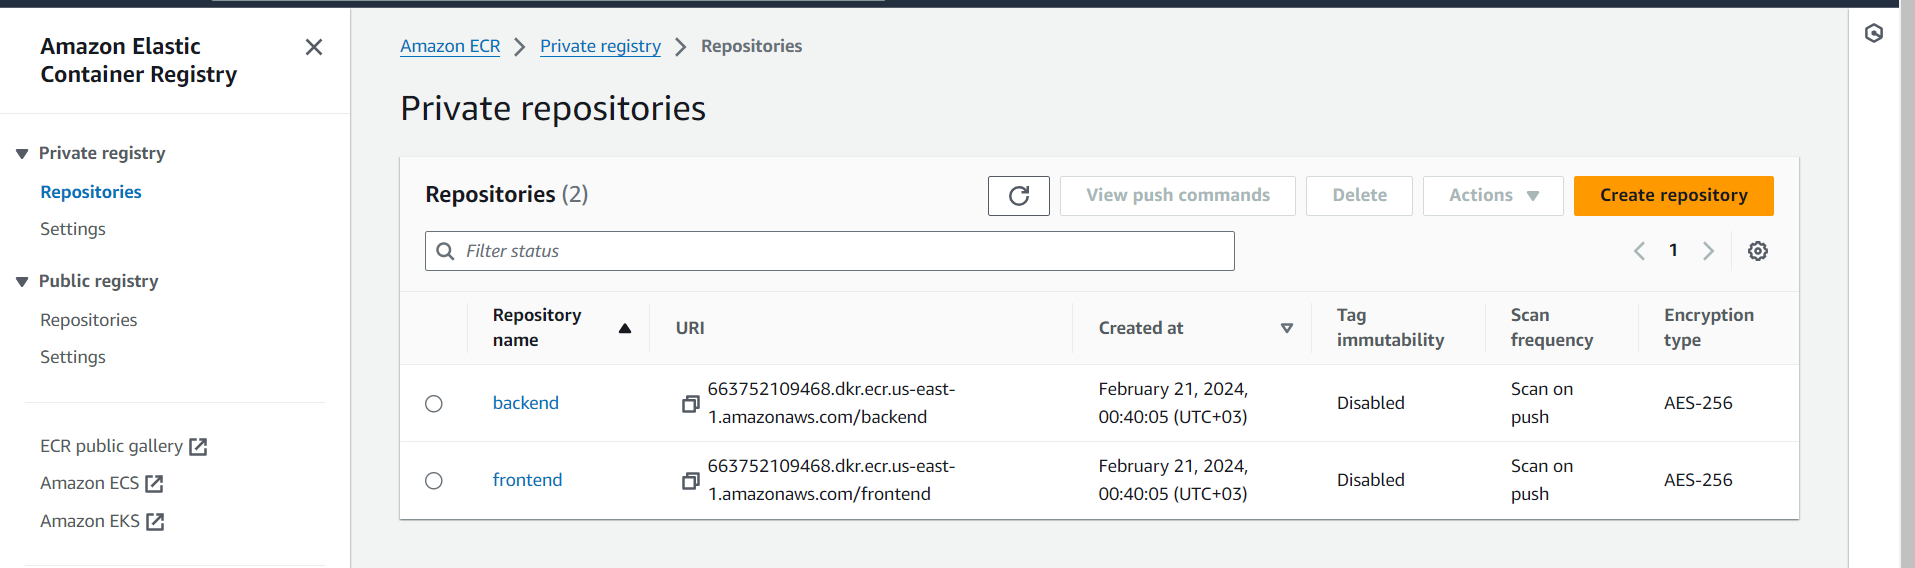 Amazon Elastic
Container Registry
Private registry
Repositories
Settings
Public registry
Repositories
Settings
ECR public gallery
Amazon ECS
Amazon EKS
Amazon ECR > Private registry > Repositories
Private repositories
Repositories (2)
View push commands
Delete
Actions
Create repository
Filter status
1
Repository
name
URI
Created at
Tag
immutability
Scan
frequency
Encryption
type
backend
663752109468.dkr.ecr.us-east-
1.amazonaws.com/backend
February 21, 2024,
00:40:05 (UTC+03)
Disabled
Scan on
push
AES-256
frontend
663752109468.dkr.ecr.us-east-
1.amazonaws.com/frontend
February 21, 2024,
00:40:05 (UTC+03)
Disabled
Scan on
push
AES-256